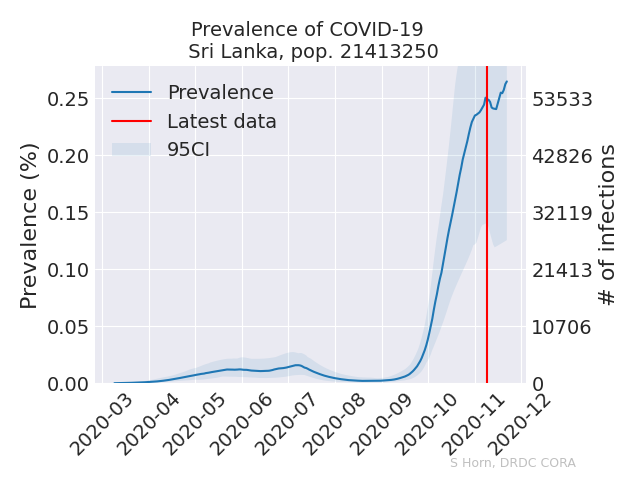 Prevalence of COVID-19
Sri Lanka, pop. 21413250
Prevalence
Latest data
95CI
Prevalence (%)
0.25
0.20
0.15
0.10
0.05
0.00
53533
42826
32119
21413
10706
0
# of infections
2020-03
2020-04
2020-05
2020-06
2020-07
2020-08
2020-09
2020-10
2020-11
2020-12
S Horn, DRDC CORA